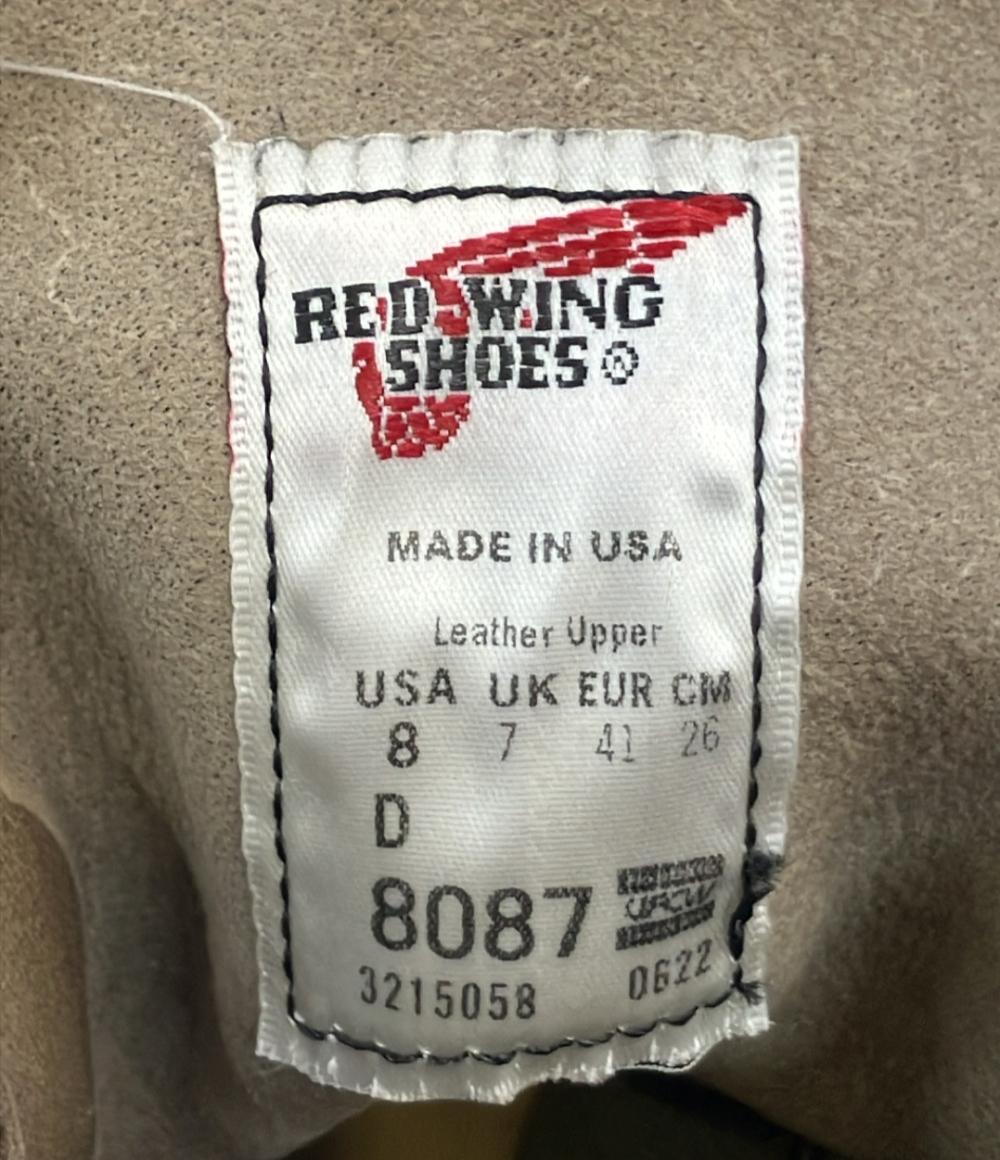 RED WING
SHOES®
MADE IN USA
Leather Upper
USA UK EUR CM
8 7 41 26
D
8087
UFCW
3215058 0622